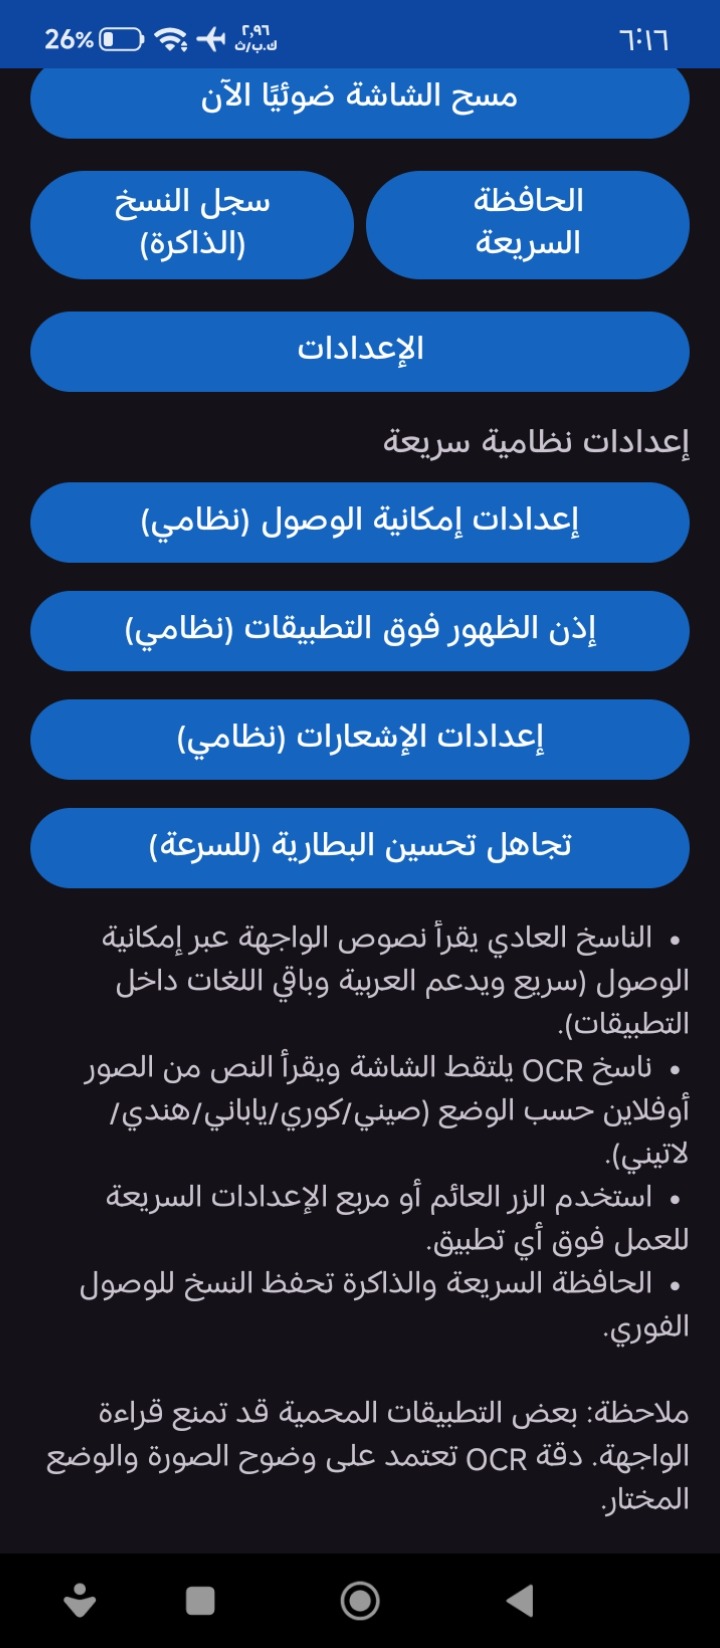 26%
٢,٩٦
ك.ب/ث
٦:١٦
مسح الشاشة ضوئيًا الآن
الحافظة
السريعة
سجل النسخ
(الذاكرة)
الإعدادات
إعدادات نظامية سريعة
إعدادات إمكانية الوصول (نظامي)
إذن الظهور فوق التطبيقات (نظامي)
إعدادات الإشعارات (نظامي)
تجاهل تحسين البطارية (للسرعة)
• الناسخ العادي يقرأ نصوص الواجهة عبر إمكانية
الوصول (سريع ويدعم العربية وباقي اللغات داخل
التطبيقات).
• ناسخ OCR يلتقط الشاشة ويقرأ النص من الصور
أوفلاين حسب الوضع (صيني/كوري/ياباني/هندي/
لاتيني).
• استخدم الزر العائم أو مربع الإعدادات السريعة
للعمل فوق أي تطبيق.
• الحافظة السريعة والذاكرة تحفظ النسخ للوصول
الفوري.
ملاحظة: بعض التطبيقات المحمية قد تمنع قراءة
الواجهة. دقة OCR تعتمد على وضوح الصورة والوضع
المختار.